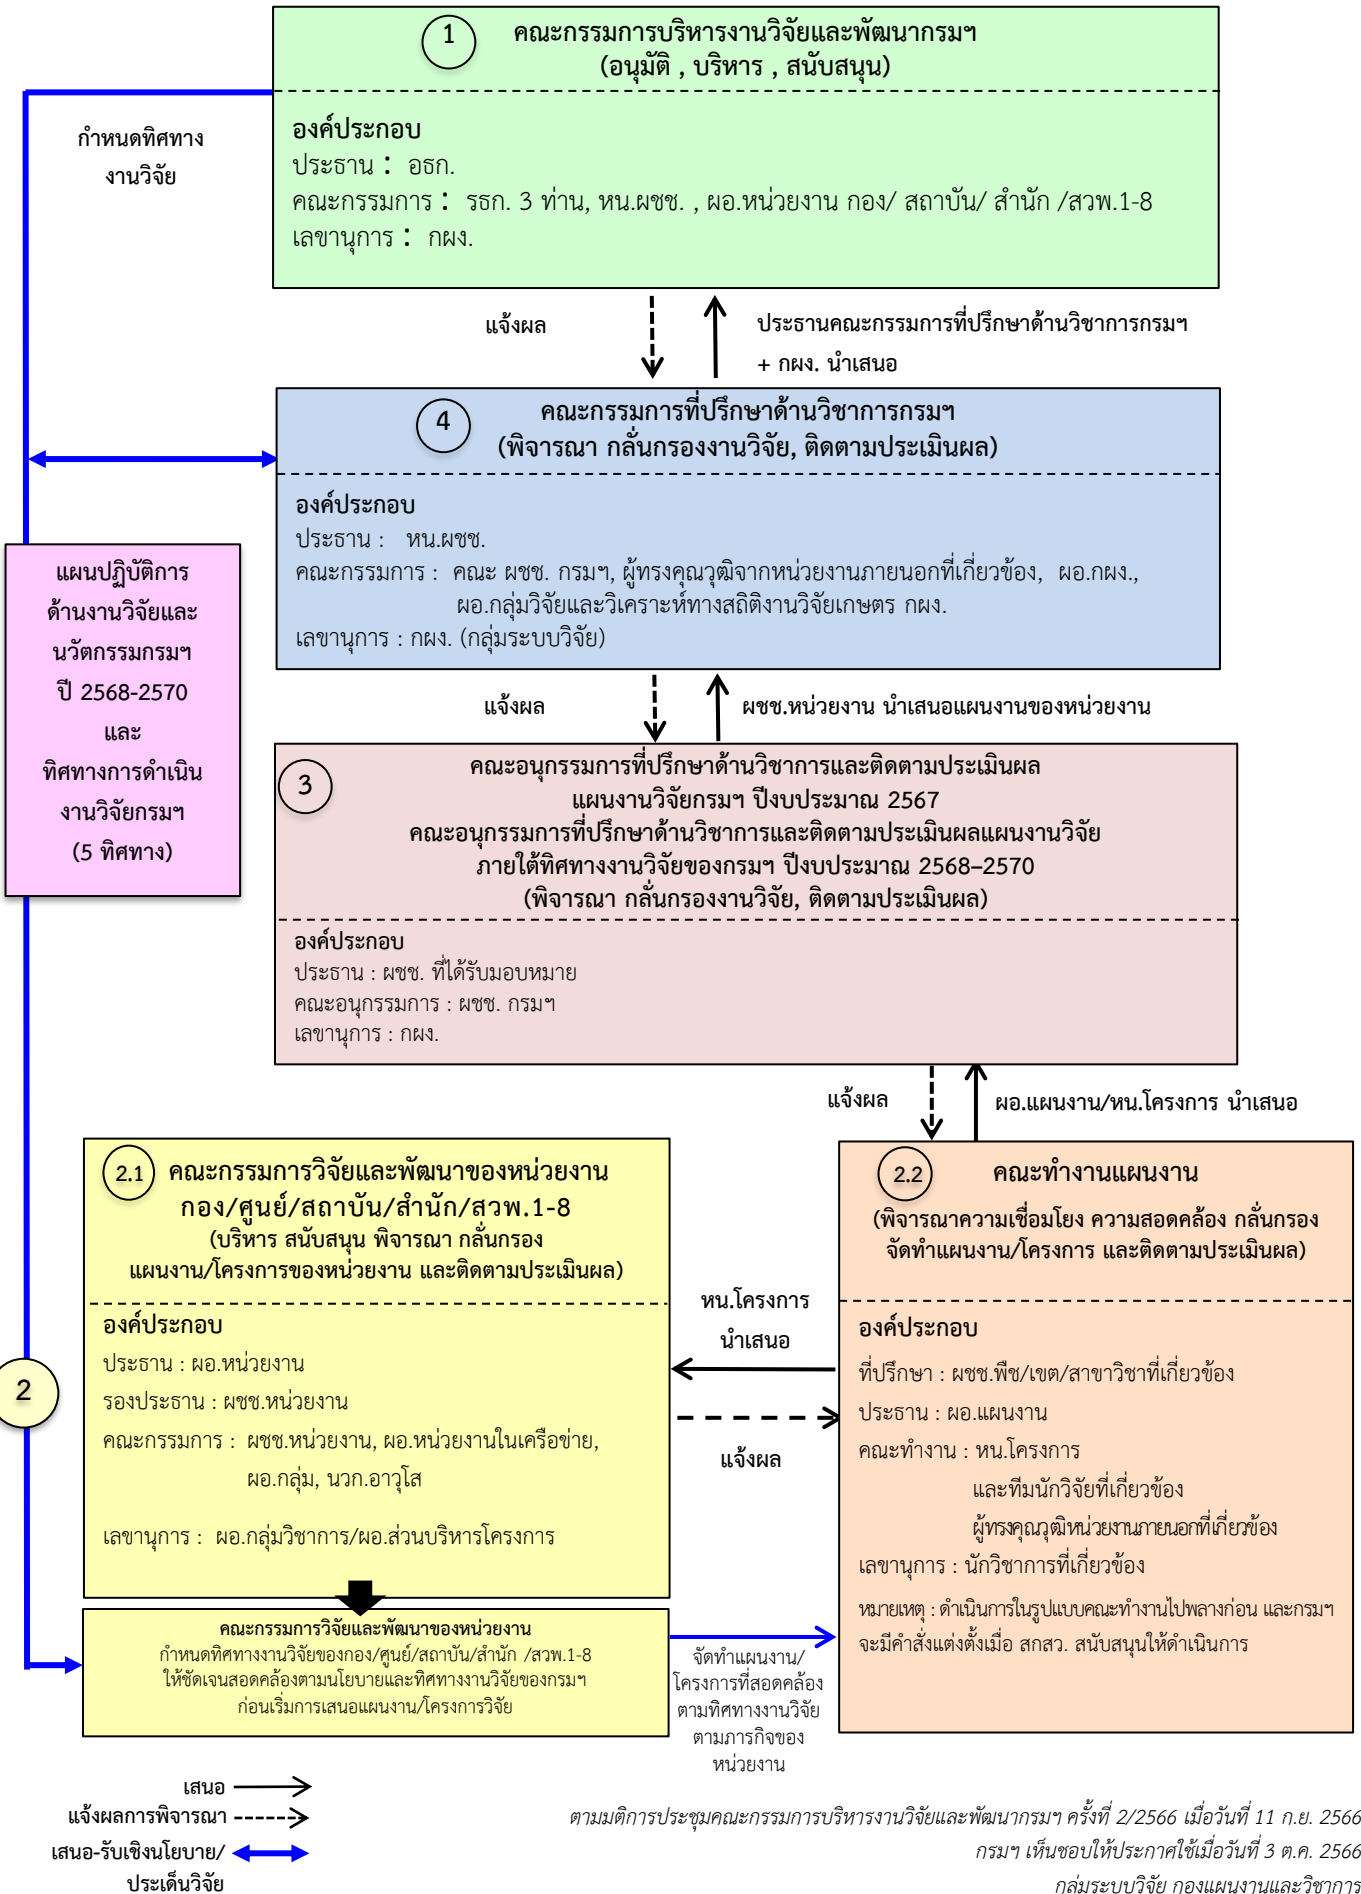 1
คณะกรรมการบริหารงานวิจัยและพัฒนากรมฯ
(อนุมัติ , บริหาร , สนับสนุน)
องค์ประกอบ
ประธาน : อธก.
คณะกรรมการ : รธก. 3 ท่าน, หน.ผชช. , ผอ.หน่วยงาน กอง/ สถาบัน/ สำนัก /สวพ.1-8
เลขานุการ : กผง.
กำหนดทิศทาง
งานวิจัย
แจ้งผล
ประธานคณะกรรมการที่ปรึกษาด้านวิชาการกรมฯ
+ กผง. นำเสนอ
4
คณะกรรมการที่ปรึกษาด้านวิชาการกรมฯ
(พิจารณา กลั่นกรองงานวิจัย, ติดตามประเมินผล)
องค์ประกอบ
ประธาน : หน.ผชช.
คณะกรรมการ : คณะ ผชช. กรมฯ, ผู้ทรงคุณวุฒิจากหน่วยงานภายนอกที่เกี่ยวข้อง, ผอ.กผง.,
ผอ.กลุ่มวิจัยและวิเคราะห์ทางสถิติงานวิจัยเกษตร กผง.
เลขานุการ : กผง. (กลุ่มระบบวิจัย)
แผนปฏิบัติการ
ด้านงานวิจัยและ
นวัตกรรมกรมฯ
ปี 2568-2570
และ
ทิศทางการดำเนิน
งานวิจัยกรมฯ
(5 ทิศทาง)
แจ้งผล
ผชช.หน่วยงาน นำเสนอแผนงานของหน่วยงาน
3
คณะอนุกรรมการที่ปรึกษาด้านวิชาการและติดตามประเมินผล
แผนงานวิจัยกรมฯ ปีงบประมาณ 2567
คณะอนุกรรมการที่ปรึกษาด้านวิชาการและติดตามประเมินผลแผนงานวิจัย
ภายใต้ทิศทางงานวิจัยของกรมฯ ปีงบประมาณ 2568–2570
(พิจารณา กลั่นกรองงานวิจัย, ติดตามประเมินผล)
องค์ประกอบ
ประธาน : ผชช. ที่ได้รับมอบหมาย
คณะอนุกรรมการ : ผชช. กรมฯ
เลขานุการ : กผง.
แจ้งผล
ผอ.แผนงาน/หน.โครงการ นำเสนอ
2
2.1
คณะกรรมการวิจัยและพัฒนาของหน่วยงาน
กอง/ศูนย์/สถาบัน/สำนัก/สวพ.1-8
(บริหาร สนับสนุน พิจารณา กลั่นกรอง
แผนงาน/โครงการของหน่วยงาน และติดตามประเมินผล)
องค์ประกอบ
ประธาน : ผอ.หน่วยงาน
รองประธาน : ผชช.หน่วยงาน
คณะกรรมการ : ผชช.หน่วยงาน, ผอ.หน่วยงานในเครือข่าย,
ผอ.กลุ่ม, นวก.อาวุโส
เลขานุการ : ผอ.กลุ่มวิชาการ/ผอ.ส่วนบริหารโครงการ
หน.โครงการ
นำเสนอ
แจ้งผล
2.2
คณะทำงานแผนงาน
(พิจารณาความเชื่อมโยง ความสอดคล้อง กลั่นกรอง
จัดทำแผนงาน/โครงการ และติดตามประเมินผล)
องค์ประกอบ
ที่ปรึกษา : ผชช.พืช/เขต/สาขาวิชาที่เกี่ยวข้อง
ประธาน : ผอ.แผนงาน
คณะทำงาน : หน.โครงการ
และทีมนักวิจัยที่เกี่ยวข้อง
ผู้ทรงคุณวุฒิหน่วยงานภายนอกที่เกี่ยวข้อง
เลขานุการ : นักวิชาการที่เกี่ยวข้อง
หมายเหตุ : ดำเนินการในรูปแบบคณะทำงานไปพลางก่อน และกรมฯ
จะมีคำสั่งแต่งตั้งเมื่อ สกสว. สนับสนุนให้ดำเนินการ
คณะกรรมการวิจัยและพัฒนาของหน่วยงาน
กำหนดทิศทางงานวิจัยของกอง/ศูนย์/สถาบัน/สำนัก /สวพ.1-8
ให้ชัดเจนสอดคล้องตามนโยบายและทิศทางงานวิจัยของกรมฯ
ก่อนเริ่มการเสนอแผนงาน/โครงการวิจัย
จัดทำแผนงาน/
โครงการที่สอดคล้อง
ตามทิศทางงานวิจัย
ตามภารกิจของ
หน่วยงาน
เสนอ
แจ้งผลการพิจารณา
เสนอ-รับเชิงนโยบาย/
ประเด็นวิจัย
ตามมติการประชุมคณะกรรมการบริหารงานวิจัยและพัฒนากรมฯ ครั้งที่ 2/2566 เมื่อวันที่ 11 ก.ย. 2566
กรมฯ เห็นชอบให้ประกาศใช้เมื่อวันที่ 3 ต.ค. 2566
กลุ่มระบบวิจัย กองแผนงานและวิชาการ